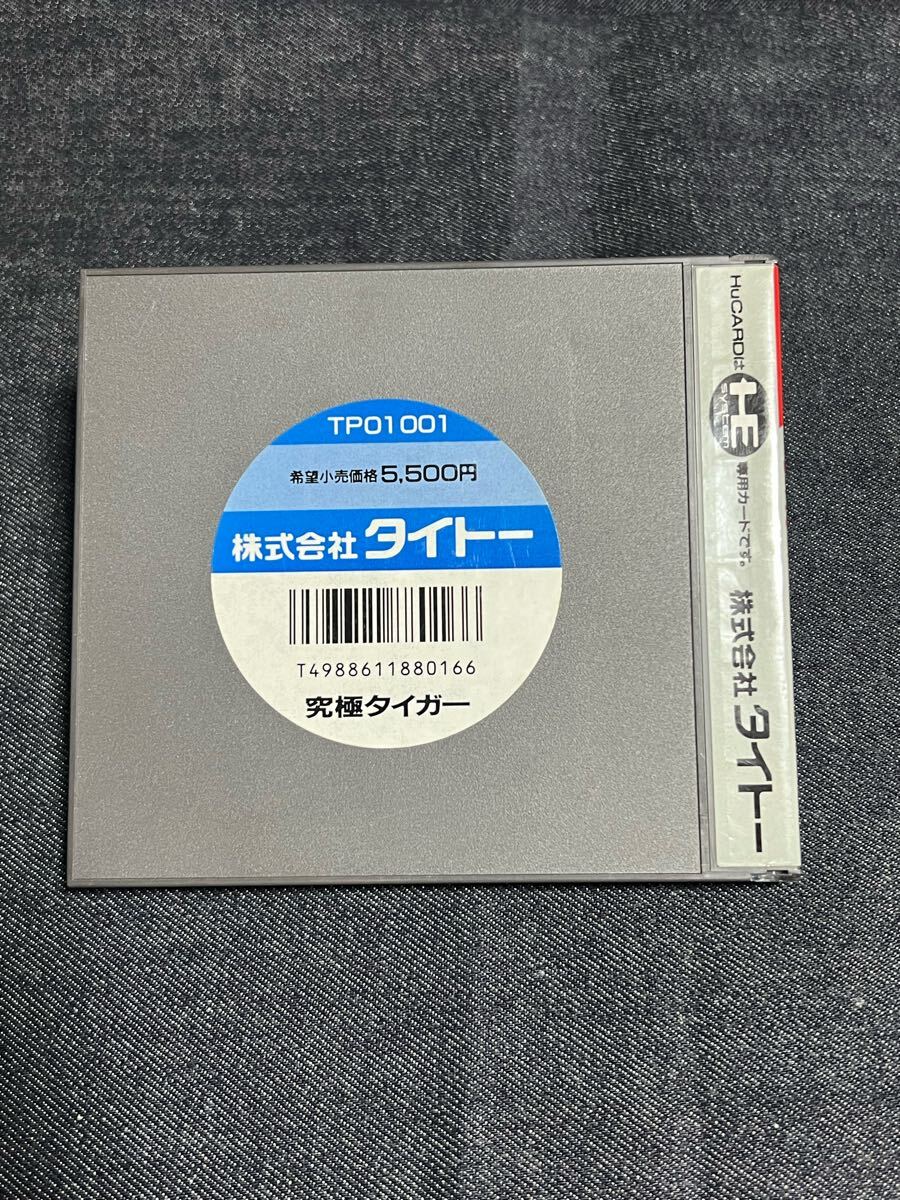 TP01001
希望小売価格5,500円
株式会社タイトー
T4988611880166
究極タイガー
HuCARDは HE SYSTEM 専用カードです。 株式会社タイトー